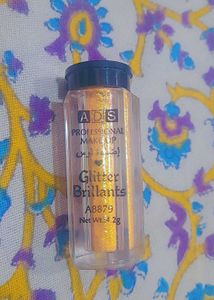 ADS
PROFESSIONAL
MAKE UP
Glitter
Brillants
A8879
Net Wt:4.2g